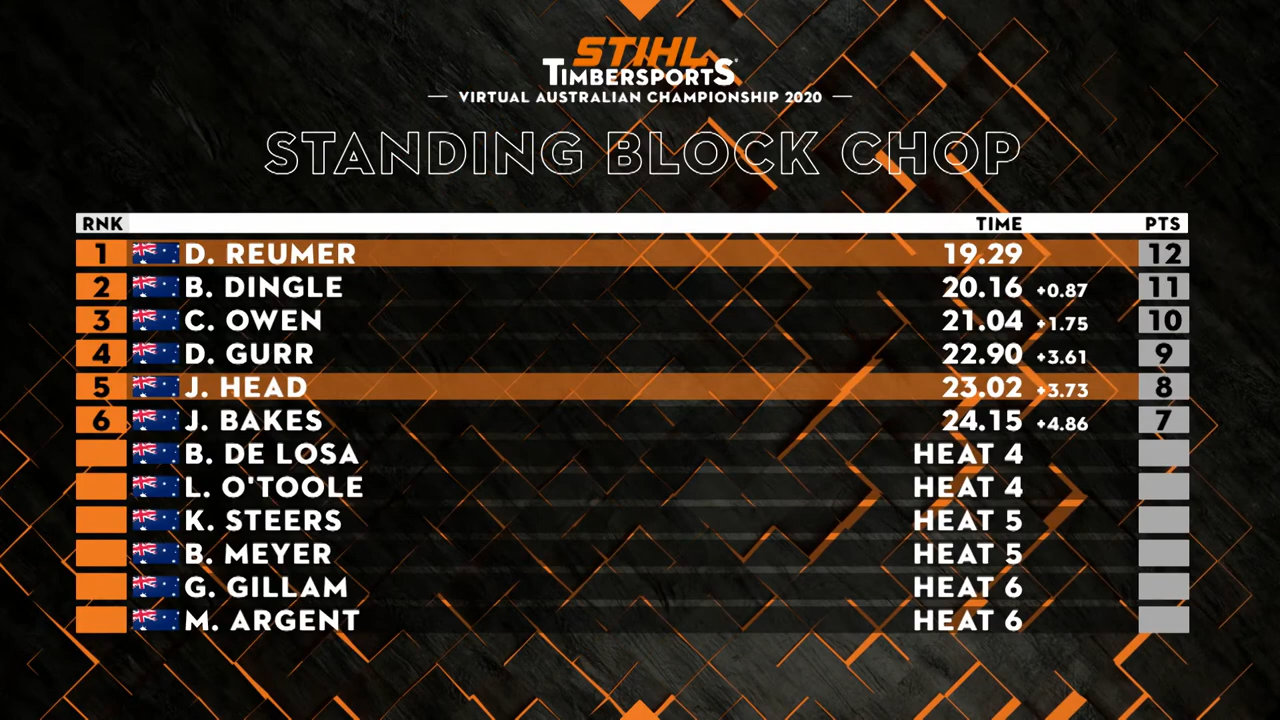 STIHL
TIMBERSPORTS®
VIRTUAL AUSTRALIAN CHAMPIONSHIP 2020
STANDING BLOCK CHOP
RNK TIME PTS
1 D. REUMER 19.29 12
2 B. DINGLE 20.16 +0.87 11
3 C. OWEN 21.04 +1.75 10
4 D. GURR 22.90 +3.61 9
5 J. HEAD 23.02 +3.73 8
6 J. BAKES 24.15 +4.86 7
B. DE LOSA HEAT 4
L. O'TOOLE HEAT 4
K. STEERS HEAT 5
B. MEYER HEAT 5
G. GILLAM HEAT 6
M. ARGENT HEAT 6